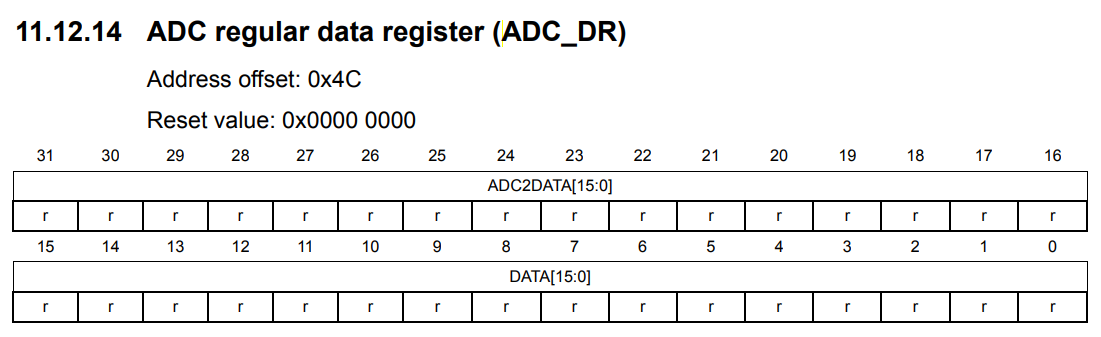 11.12.14 ADC regular data register (ADC_DR)
Address offset: 0x4C
Reset value: 0x0000 0000
31 30 29 28 27 26 25 24 23 22 21 20 19 18 17 16
ADC2DATA[15:0]
r r r r r r r r r r r r r r r r
15 14 13 12 11 10 9 8 7 6 5 4 3 2 1 0
DATA[15:0]
r r r r r r r r r r r r r r r r